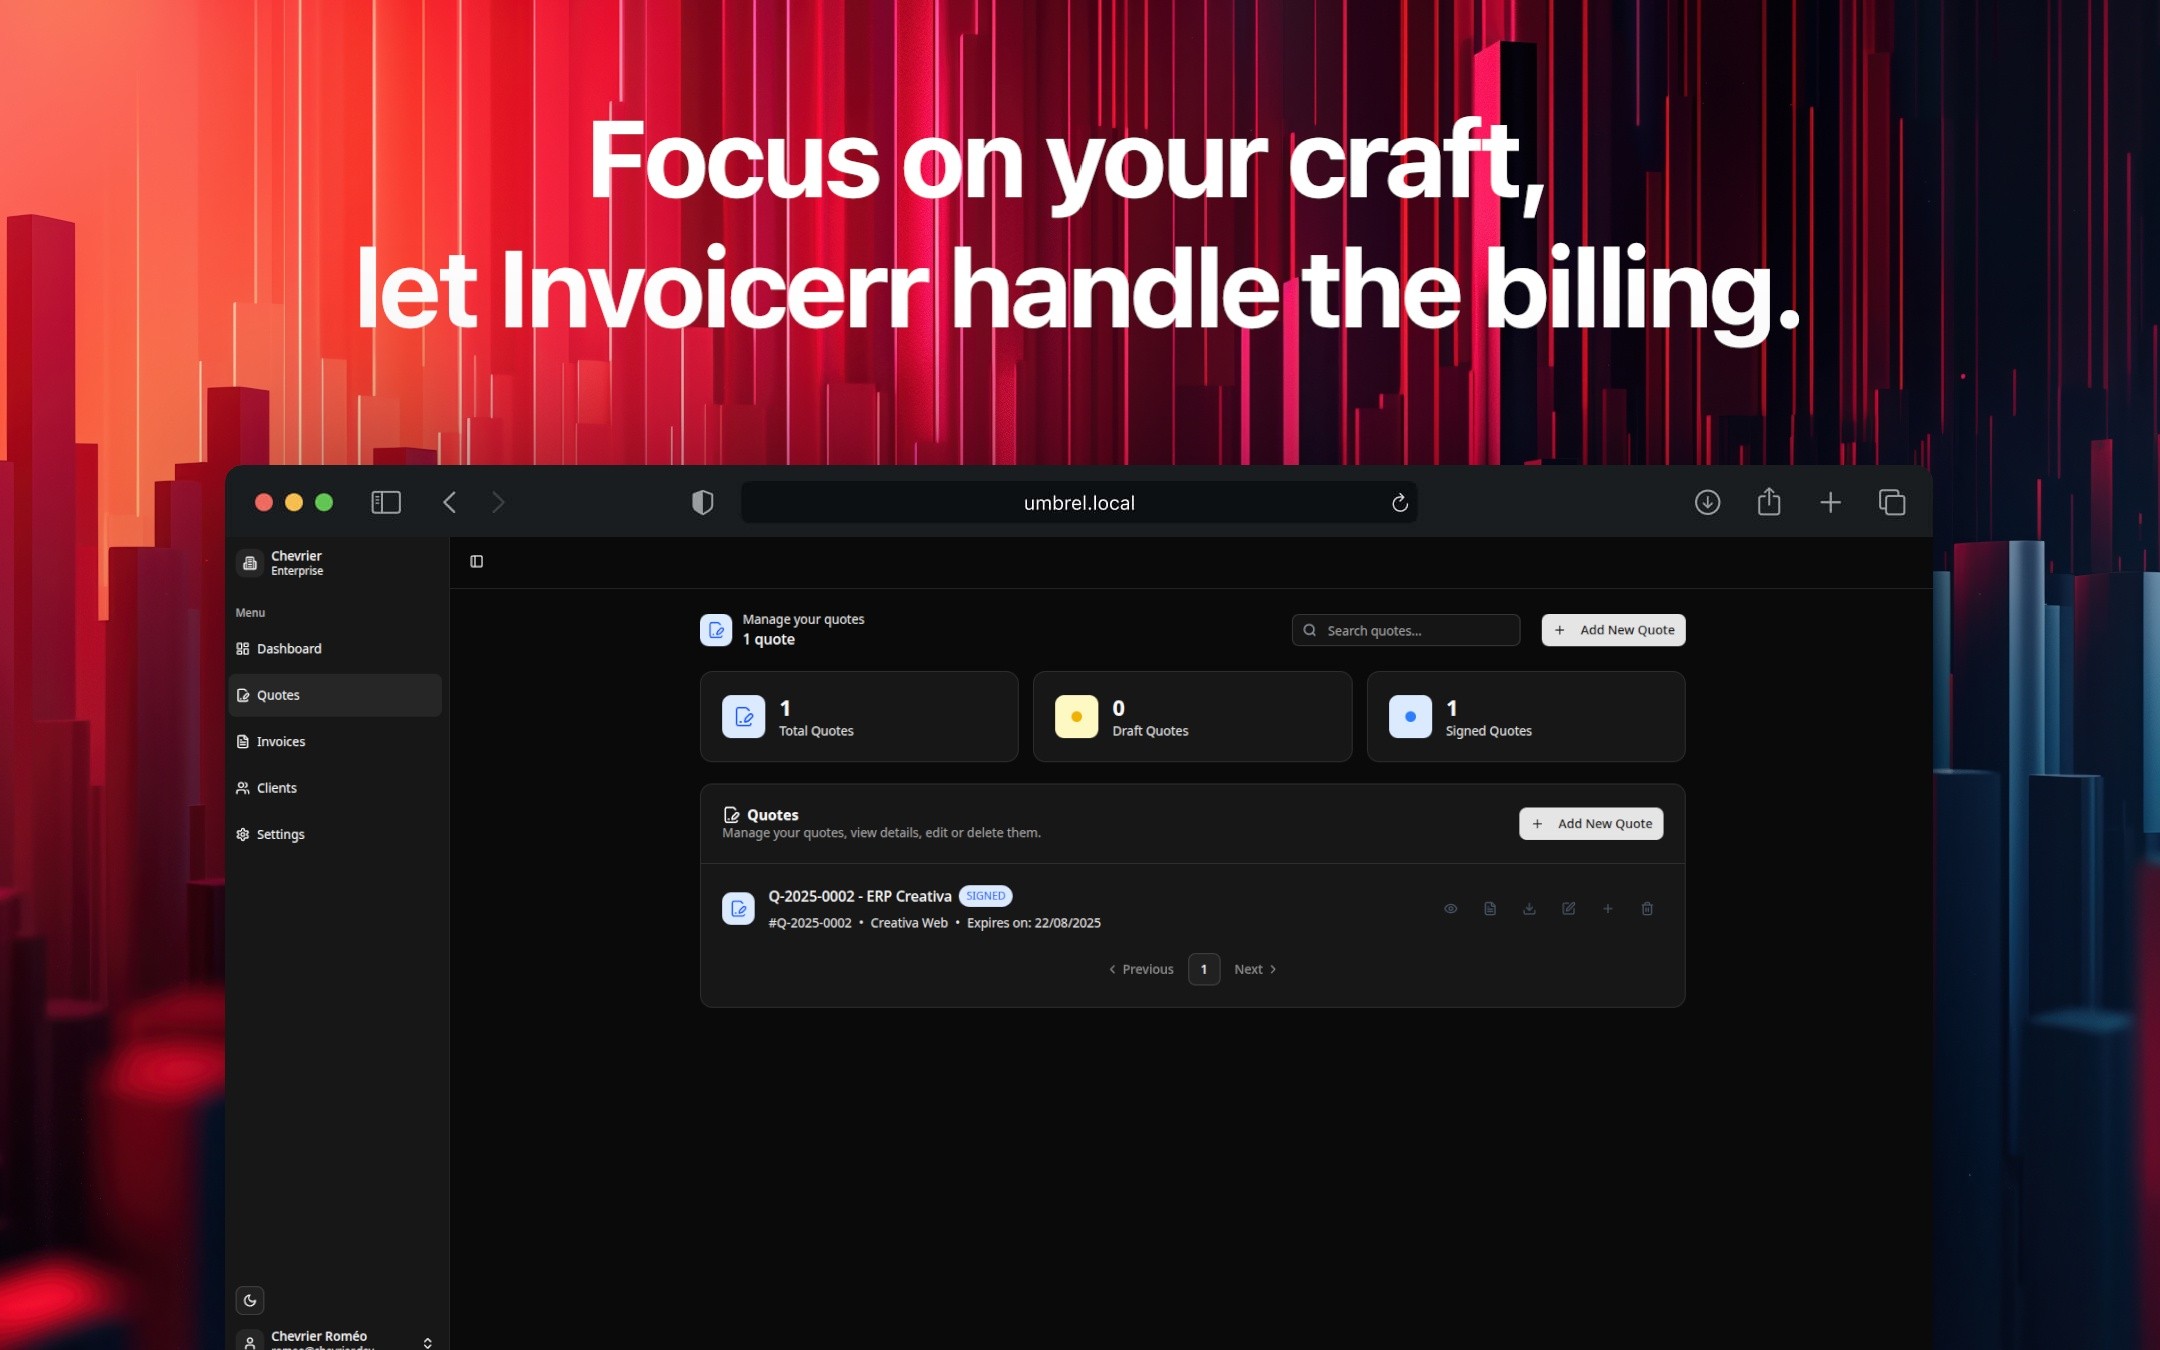 Focus on your craft,
let Invoicerr handle the billing.
umbrel.local
Chevrier
Enterprise
Menu
Dashboard
Quotes
Invoices
Clients
Settings
Chevrier Roméo
Manage your quotes
1 quote
Search quotes...
Add New Quote
1
Total Quotes
0
Draft Quotes
1
Signed Quotes
Quotes
Manage your quotes, view details, edit or delete them.
Add New Quote
Q-2025-0002 - ERP Creativa SIGNED
#Q-2025-0002 • Creativa Web • Expires on: 22/08/2025
Previous 1 Next